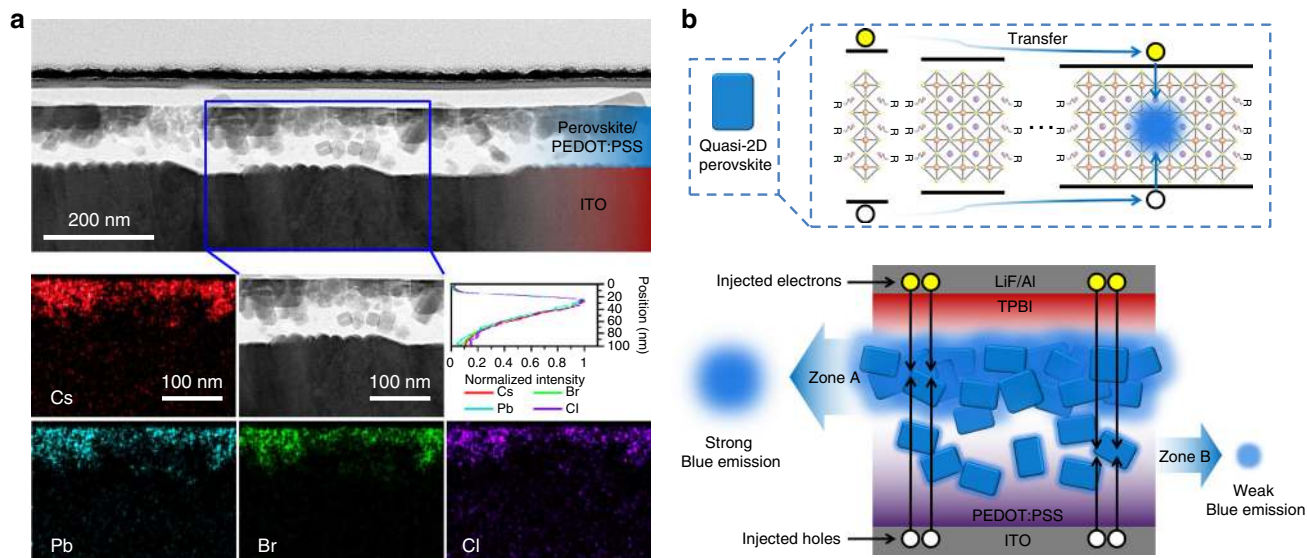 a
Perovskite/
PEDOT:PSS
ITO
200 nm
Cs
100 nm
100 nm
0
20
40
60
80
100
Position (nm)
0 0.2 0.4 0.6 0.8 1
Normalized intensity
Cs Br
Pb Cl
Pb
Br
Cl
b
Transfer
Quasi-2D
perovskite
R R R R R R
R R R R R R
...
Injected electrons
LiF/Al
TPBI
Zone A
Strong
Blue emission
Zone B
Weak
Blue emission
PEDOT:PSS
Injected holes
ITO